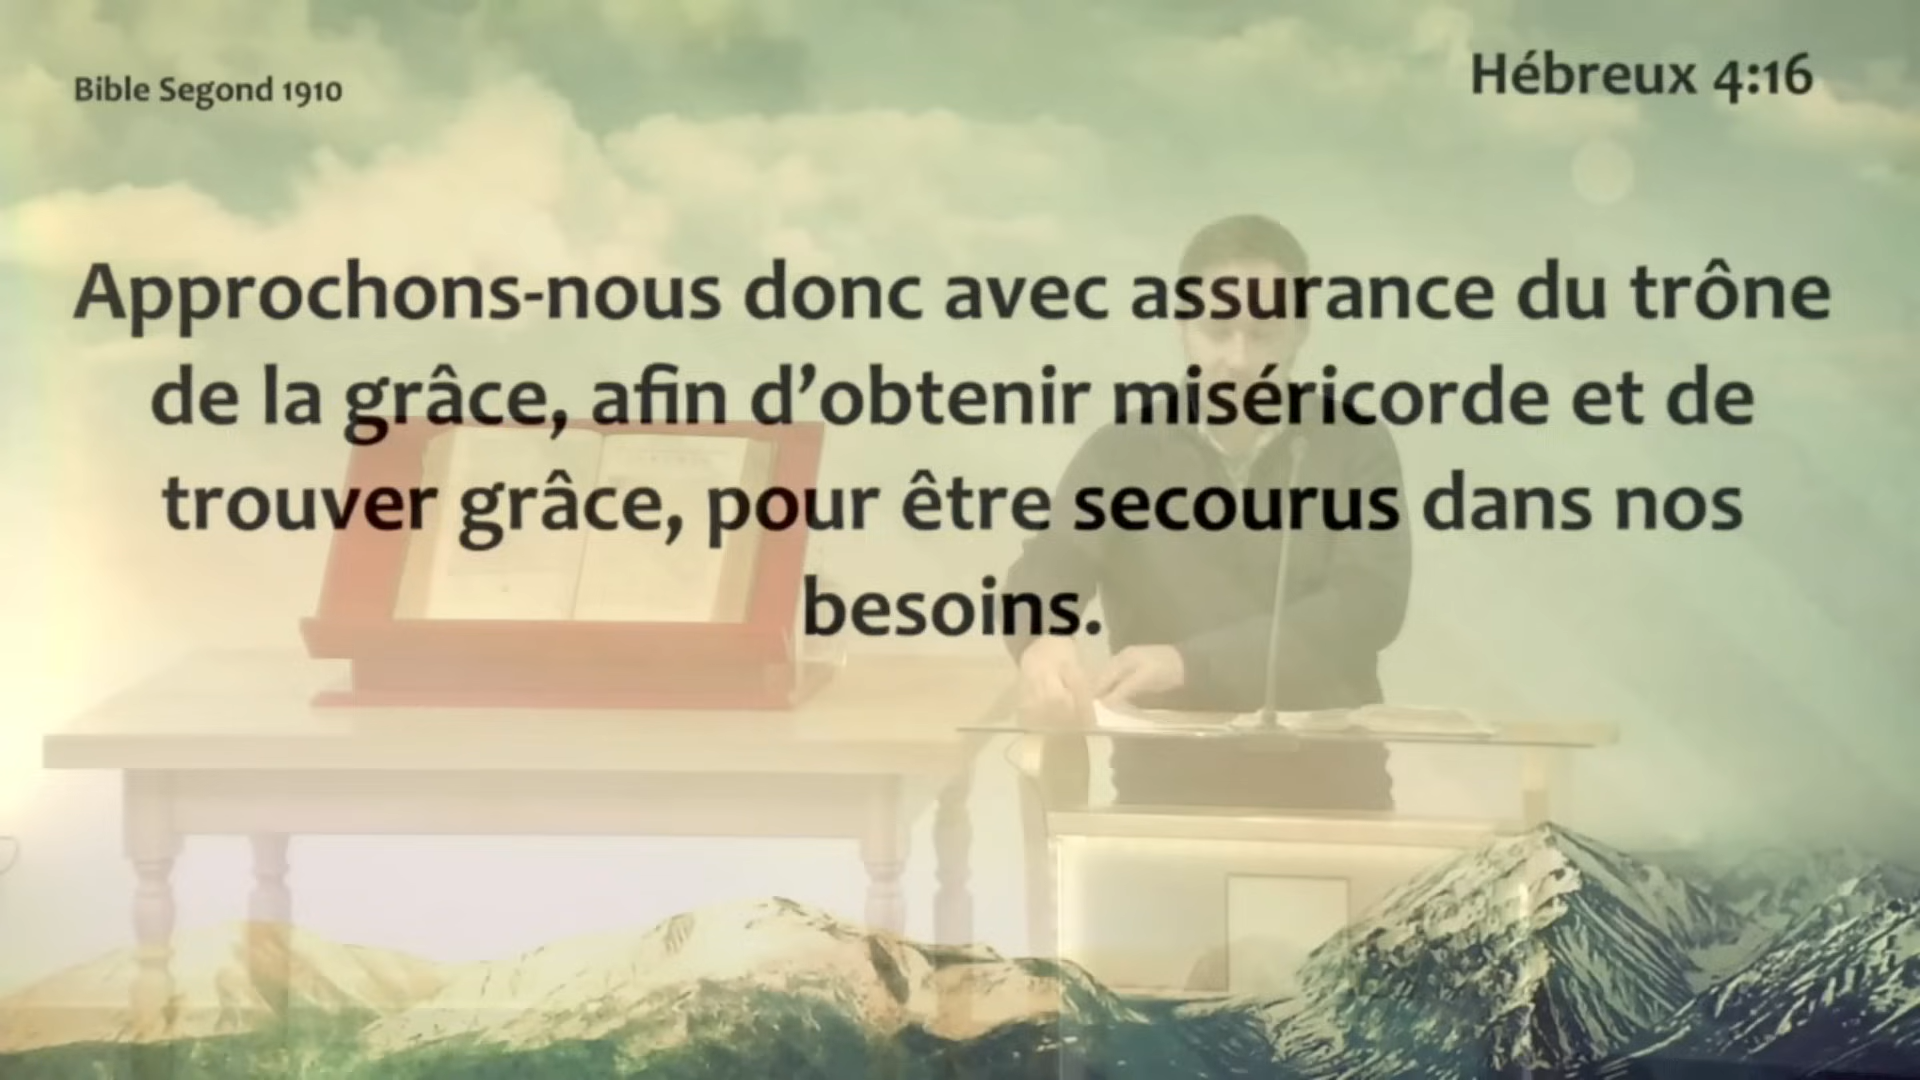 Bible Segond 1910
Hébreux 4:16
Approchons-nous donc avec assurance du trône
de la grâce, afin d’obtenir miséricorde et de
trouver grâce, pour être secourus dans nos
besoins.